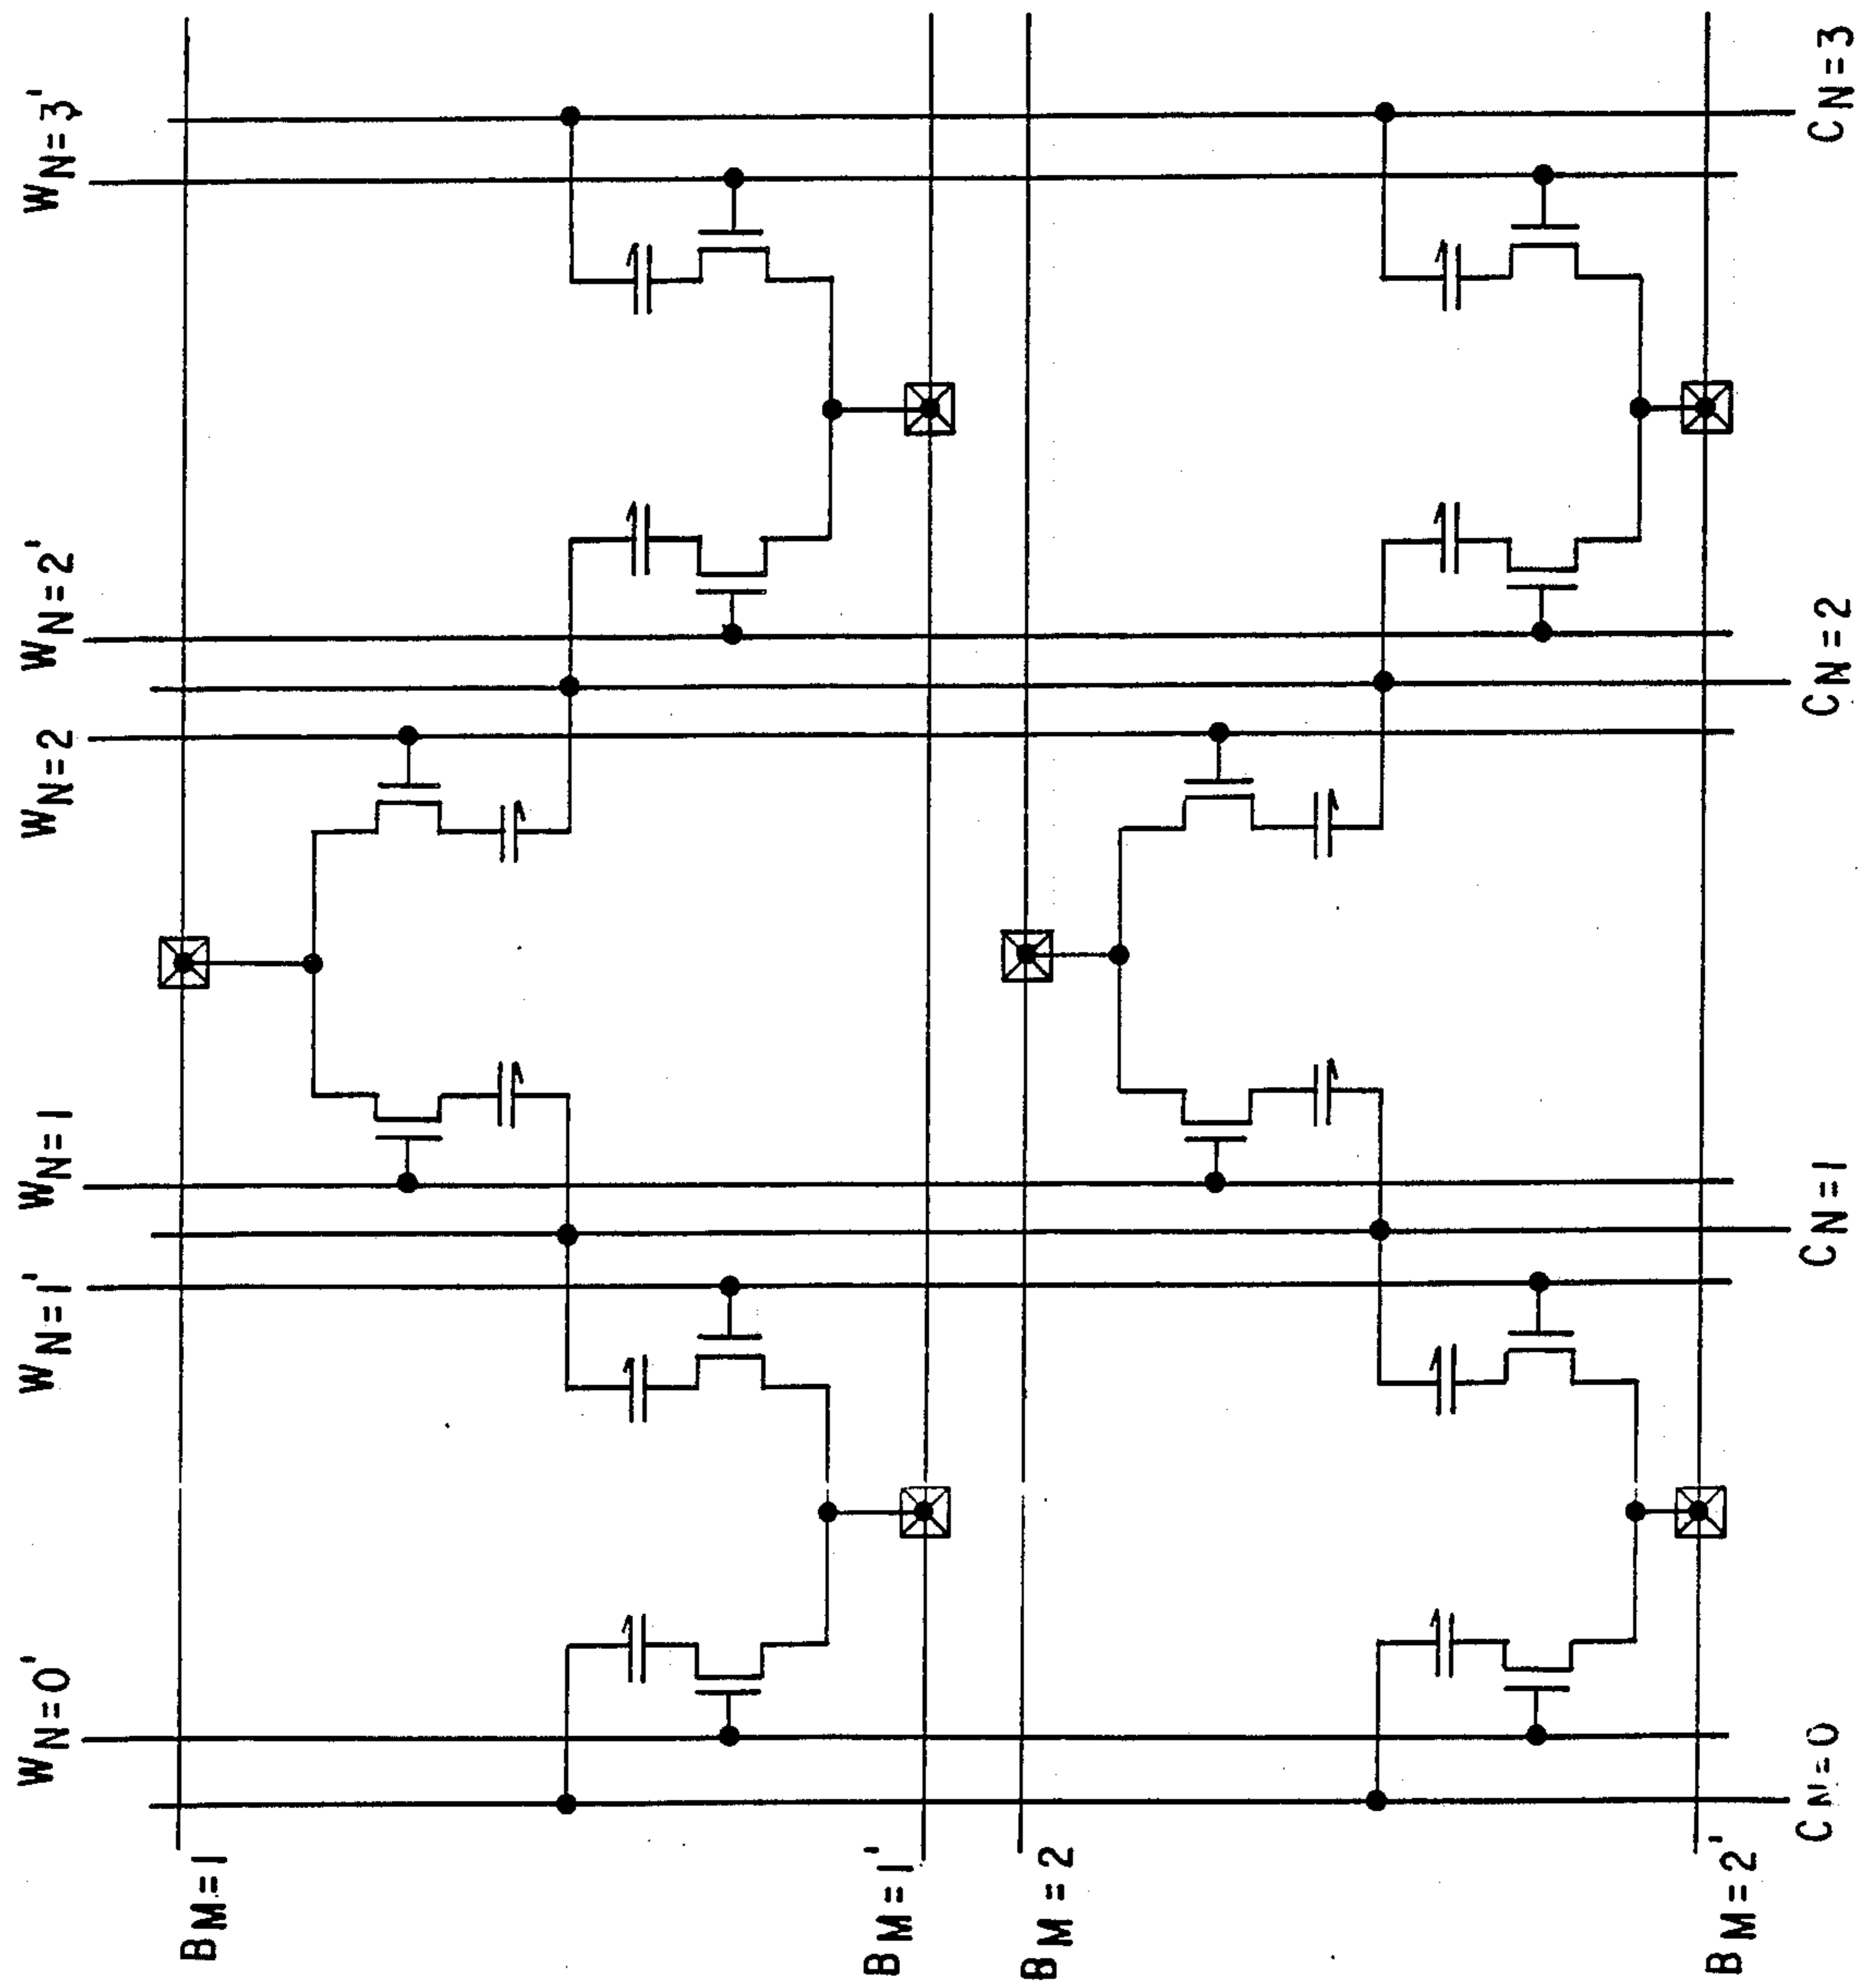 W_N=0'
W_N=1'
W_N=1
W_N=2
W_N=2'
W_N=3'
B_M=1
B_M=1'
B_M=2
B_M=2'
C_N=0
C_N=1
C_N=2
C_N=3